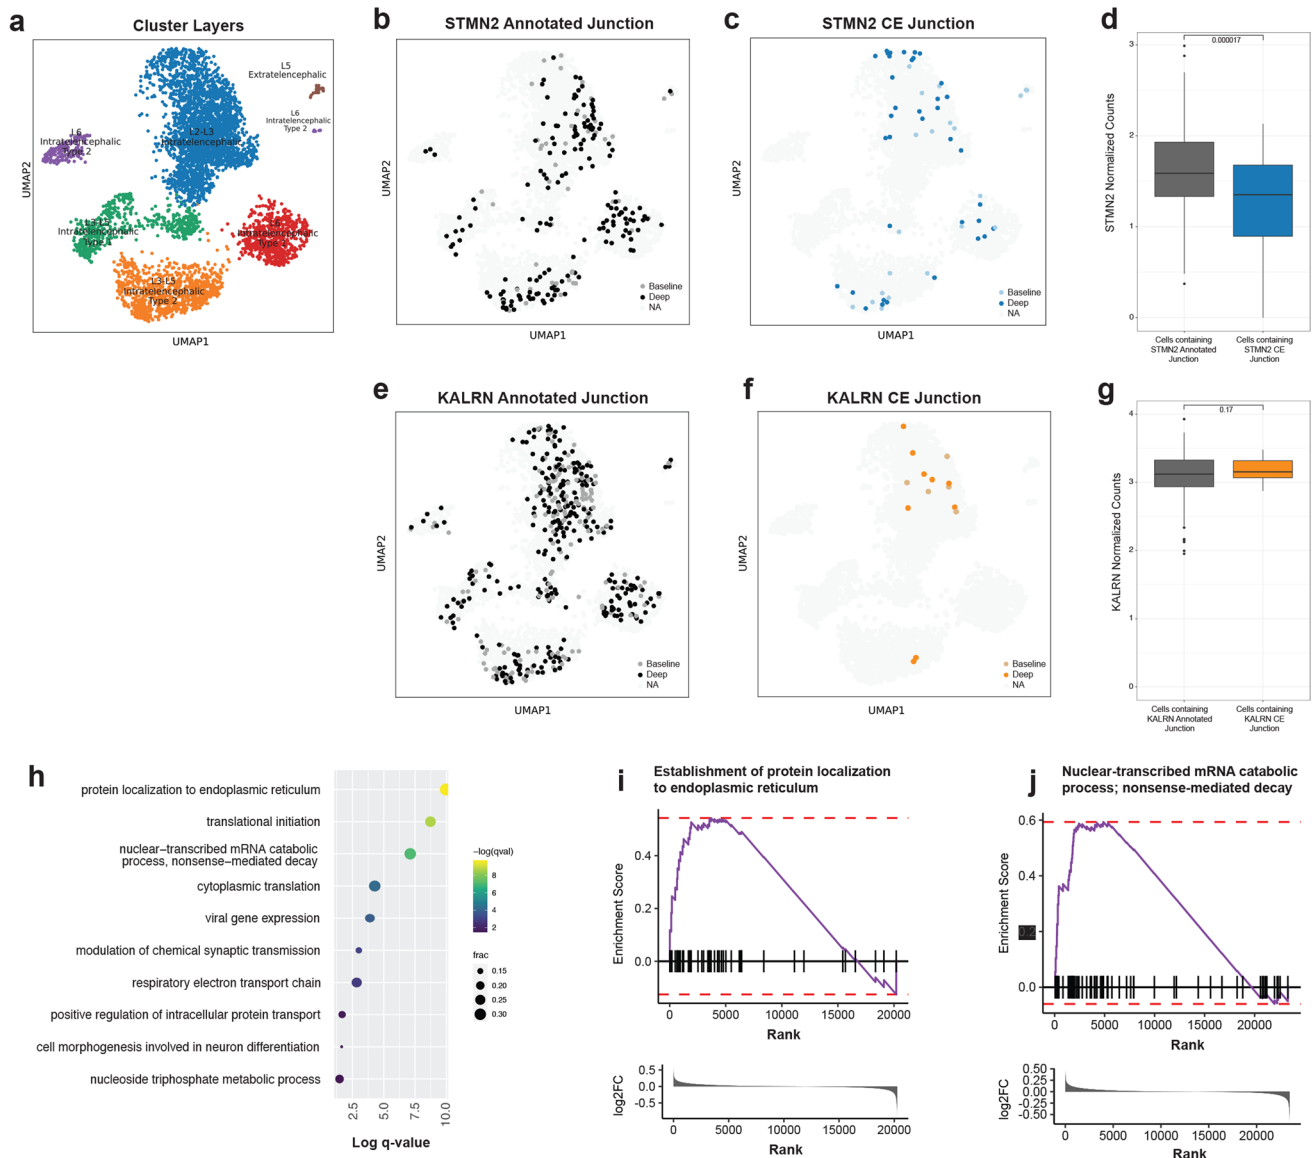 a
Cluster Layers
UMAP2
UMAP1
L5
Extratelencephalic
L6
Intratelencephalic
Type 2
L6
Intratelencephalic
Type 2
L2-L3
Intratelencephalic
L3-L5
Intratelencephalic
Type 1
L6
Intratelencephalic
L3-L5
Intratelencephalic
Type 2
b
STMN2 Annotated Junction
UMAP2
UMAP1
Baseline
Deep
NA
c
STMN2 CE Junction
UMAP2
UMAP1
Baseline
Deep
NA
d
0.000017
STMN2 Normalized Counts
3
2
1
0
Cells containing
STMN2 Annotated
Junction
Cells containing
STMN2 CE
Junction
e
KALRN Annotated Junction
UMAP2
UMAP1
Baseline
Deep
NA
f
KALRN CE Junction
UMAP2
UMAP1
Baseline
Deep
NA
g
0.17
KALRN Normalized Counts
4
3
2
1
0
Cells containing
KALRN Annotated
Junction
Cells containing
KALRN CE
Junction
h
protein localization to endoplasmic reticulum
translational initiation
nuclear-transcribed mRNA catabolic
process, nonsense-mediated decay
cytoplasmic translation
viral gene expression
modulation of chemical synaptic transmission
respiratory electron transport chain
positive regulation of intracellular protein transport
cell morphogenesis involved in neuron differentiation
nucleoside triphosphate metabolic process
2.5 5.0 7.5 10.0
Log q-value
-log(qval)
8
6
4
2
frac
0.15
0.20
0.25
0.30
i
Establishment of protein localization
to endoplasmic reticulum
Enrichment Score
0.4
0.2
0.0
0 5000 10000 15000 20000
Rank
log2FC
0.5
0.0
-0.5
0 5000 10000 15000 20000
Rank
j
Nuclear-transcribed mRNA catabolic
process; nonsense-mediated decay
Enrichment Score
0.6
0.4
0.2
0.0
0 5000 10000 15000 20000
Rank
log2FC
0.50
0.25
0.00
-0.25
-0.50
0 5000 10000 15000 20000
Rank